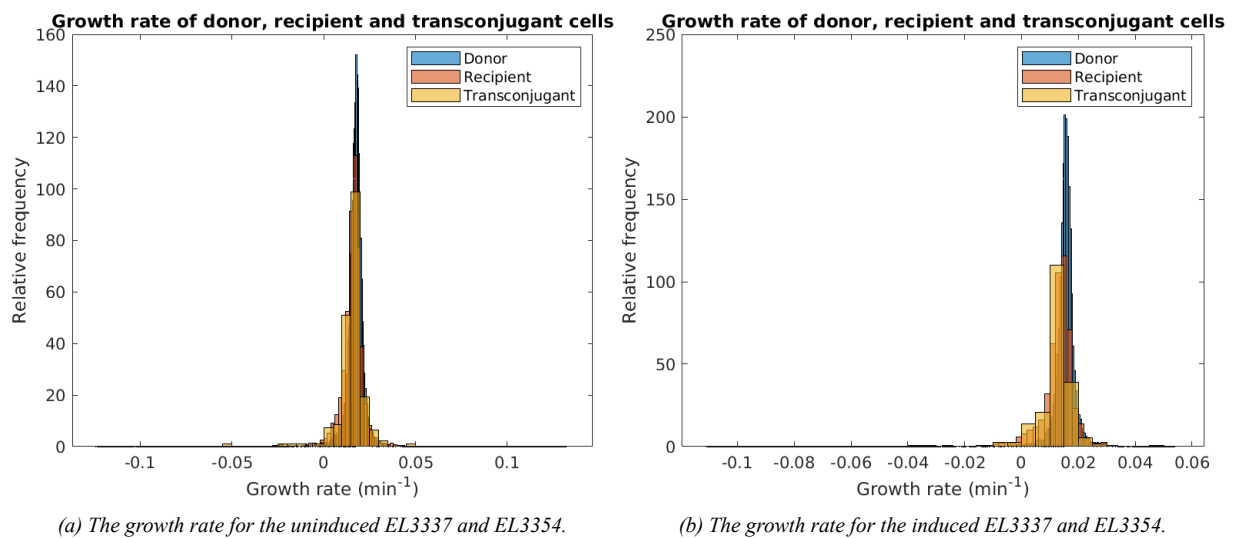 Growth rate of donor, recipient and transconjugant cells
160
140
120
100
80
60
40
20
0
Relative frequency
Donor
Recipient
Transconjugant
-0.1 -0.05 0 0.05 0.1
Growth rate (min-1)
(a) The growth rate for the uninduced EL3337 and EL3354.
Growth rate of donor, recipient and transconjugant cells
250
200
150
100
50
0
Relative frequency
Donor
Recipient
Transconjugant
-0.1 -0.08 -0.06 -0.04 -0.02 0 0.02 0.04 0.06
Growth rate (min-1)
(b) The growth rate for the induced EL3337 and EL3354.